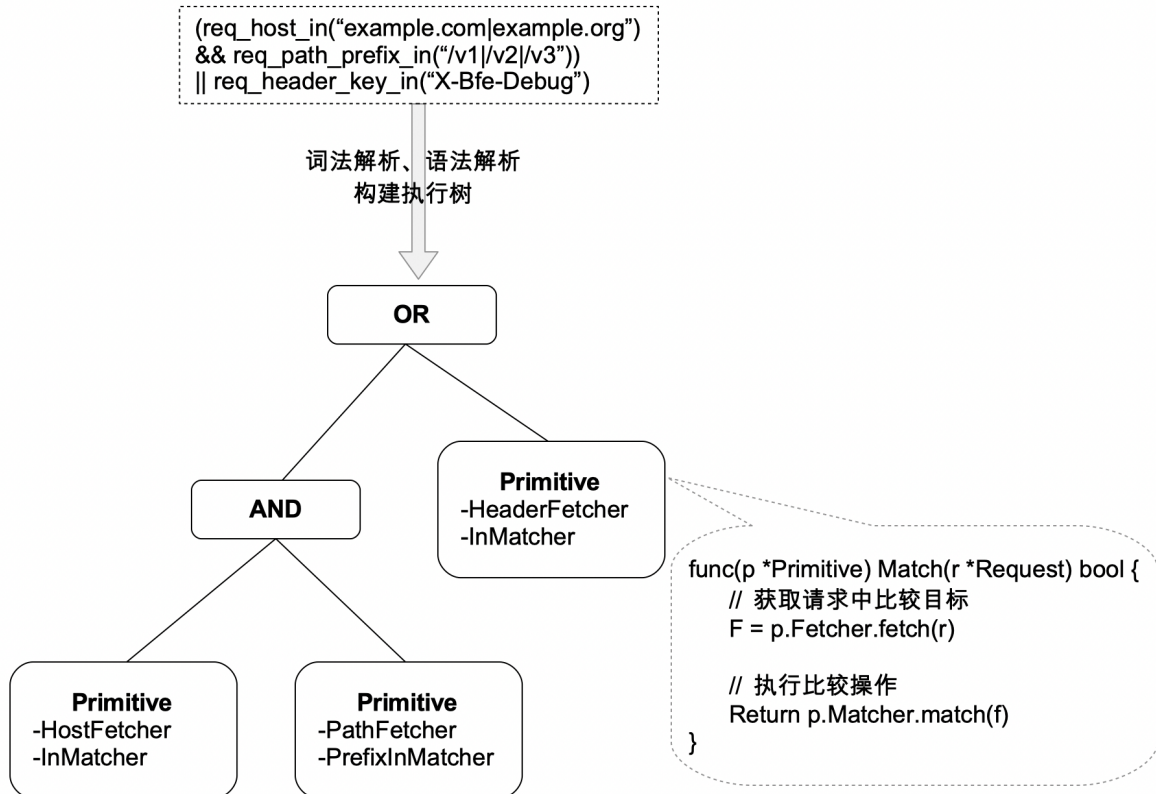 (req_host_in(“example.com|example.org”)
&& req_path_prefix_in(“/v1|/v2|/v3”))
|| req_header_key_in(“X-Bfe-Debug”)
词法解析、语法解析
构建执行树
OR
AND
Primitive
-HeaderFetcher
-InMatcher
func(p *Primitive) Match(r *Request) bool {
// 获取请求中比较目标
F = p.Fetcher.fetch(r)
// 执行比较操作
Return p.Matcher.match(f)
}
Primitive
-HostFetcher
-InMatcher
Primitive
-PathFetcher
-PrefixInMatcher